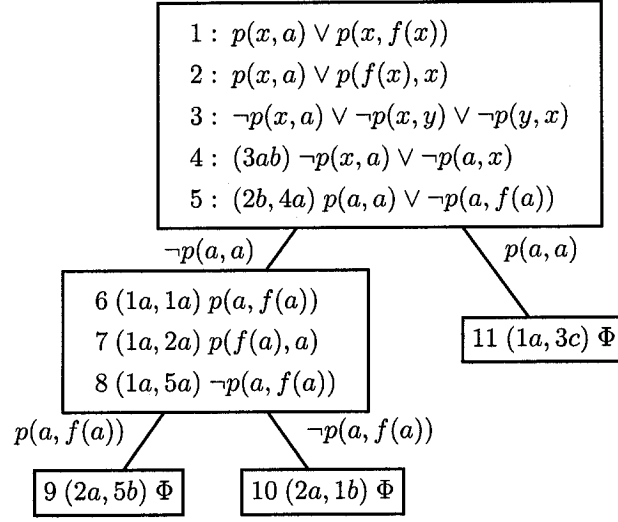 1 : p(x, a) ∨ p(x, f(x))
2 : p(x, a) ∨ p(f(x), x)
3 : ¬p(x, a) ∨ ¬p(x, y) ∨ ¬p(y, x)
4 : (3ab) ¬p(x, a) ∨ ¬p(a, x)
5 : (2b, 4a) p(a, a) ∨ ¬p(a, f(a))
¬p(a, a)
p(a, a)
6 (1a, 1a) p(a, f(a))
7 (1a, 2a) p(f(a), a)
8 (1a, 5a) ¬p(a, f(a))
11 (1a, 3c) Φ
p(a, f(a))
¬p(a, f(a))
9 (2a, 5b) Φ
10 (2a, 1b) Φ